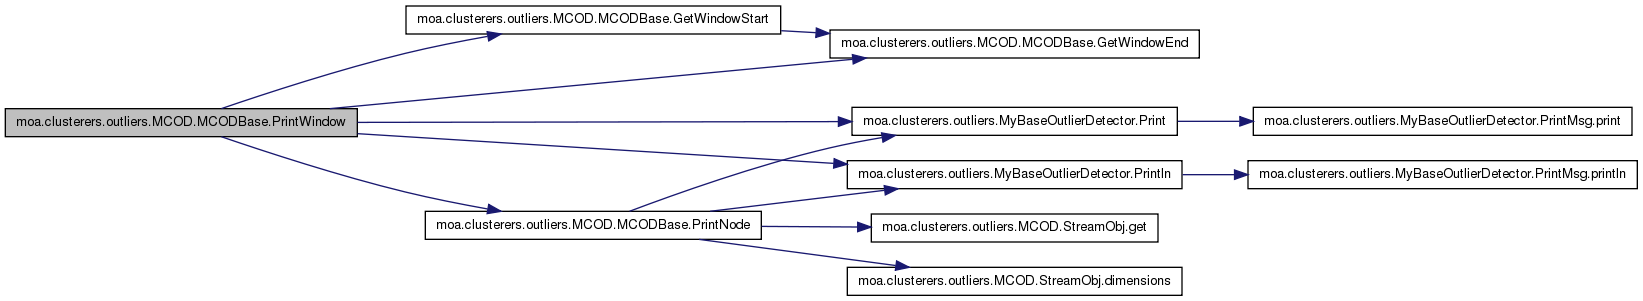 moa.clusterers.outliers.MCOD.MCODBase.GetWindowStart
moa.clusterers.outliers.MCOD.MCODBase.GetWindowEnd
moa.clusterers.outliers.MCOD.MCODBase.PrintWindow
moa.clusterers.outliers.MyBaseOutlierDetector.Print
moa.clusterers.outliers.MyBaseOutlierDetector.PrintMsg.print
moa.clusterers.outliers.MyBaseOutlierDetector.Println
moa.clusterers.outliers.MyBaseOutlierDetector.PrintMsg.println
moa.clusterers.outliers.MCOD.MCODBase.PrintNode
moa.clusterers.outliers.MCOD.StreamObj.get
moa.clusterers.outliers.MCOD.StreamObj.dimensions